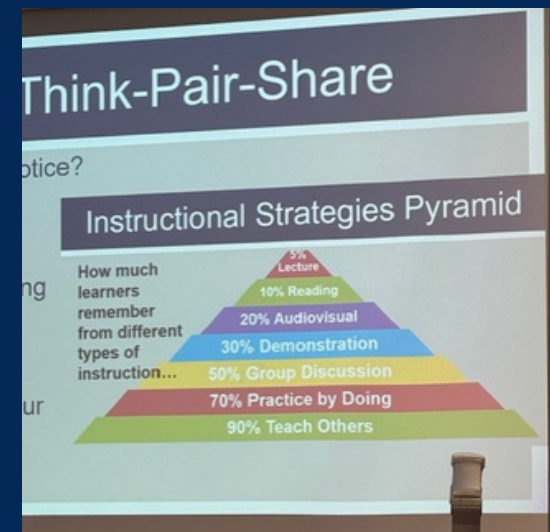 Think-Pair-Share
otice?
Instructional Strategies Pyramid
How much
learners
remember
from different
types of
instruction...
ng
ur
5%
Lecture
10% Reading
20% Audiovisual
30% Demonstration
50% Group Discussion
70% Practice by Doing
90% Teach Others